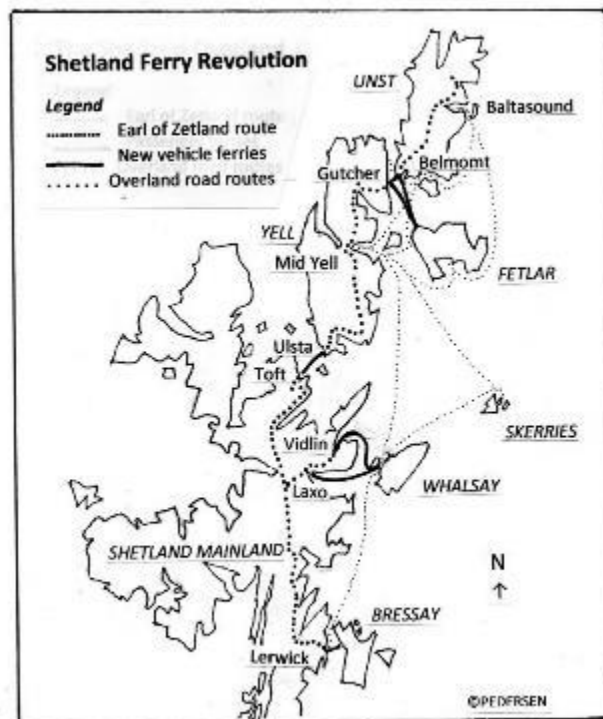 Shetland Ferry Revolution
Legend
Earl of Zetland route
New vehicle ferries
Overland road routes
UNST
Baltasound
Gutcher
Belmomt
YELL
Mid Yell
FETLAR
Ulsta
Toft
SKERRIES
Vidlin
WHALSAY
Laxo
SHETLAND MAINLAND
N
BRESSAY
Lerwick
©PEDERSEN